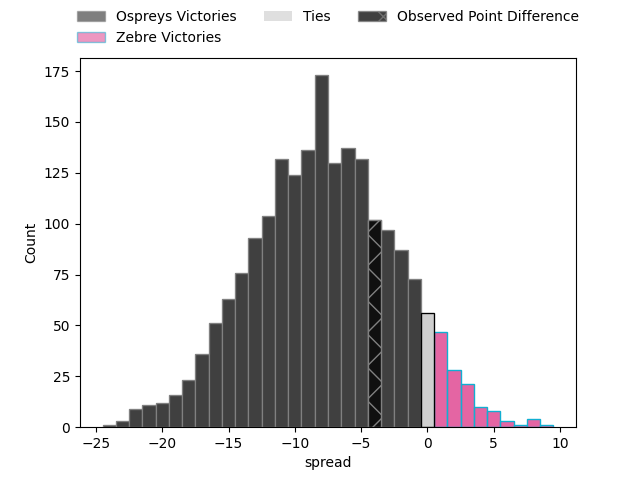 Ospreys Victories
Ties
Observed Point Difference
Zebre Victories
175
150
125
100
75
50
25
0
Count
−25 −20 −15 −10 −5 0 5 10
spread